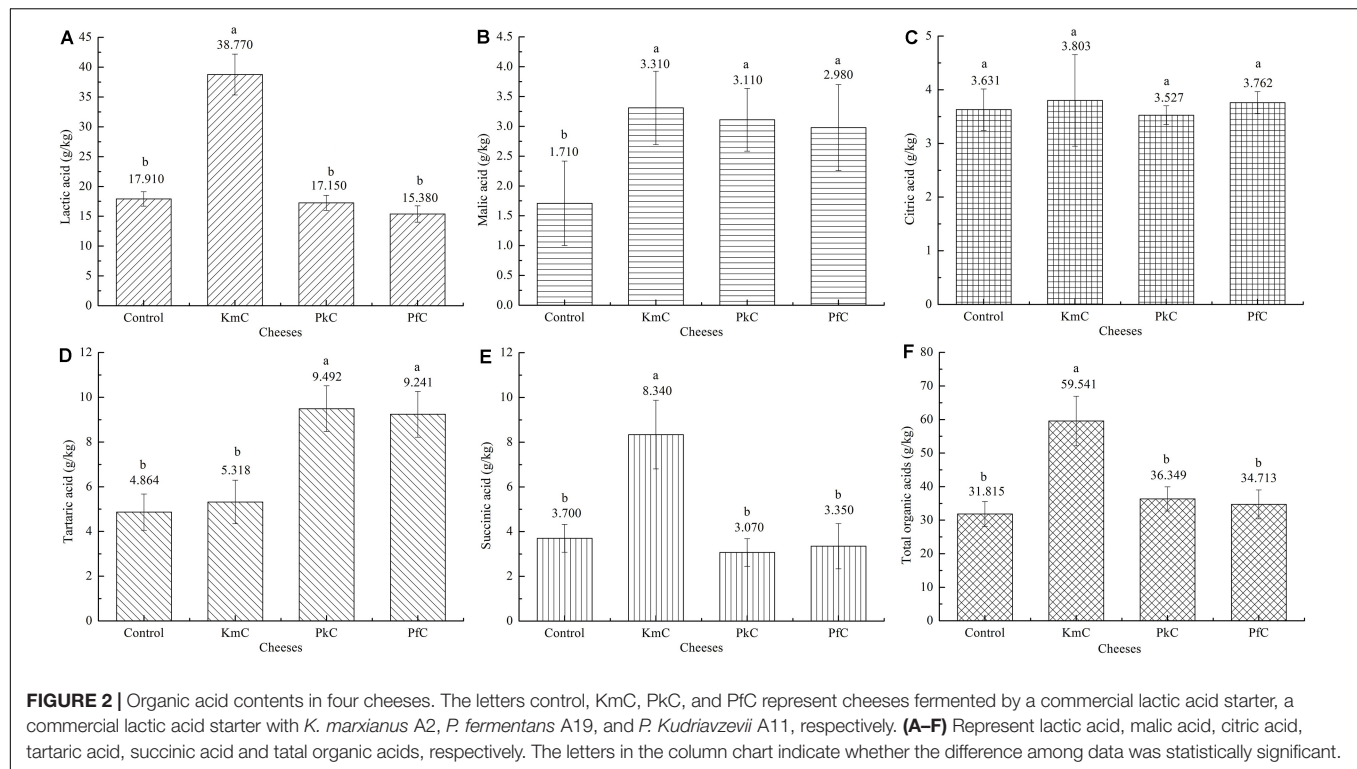 A
Lactic acid (g/kg)
45
40
35
30
25
20
15
10
5
0
b
17.910
a
38.770
b
17.150
b
15.380
Control KmC PkC PfC
Cheeses
B
Malic acid (g/kg)
4.5
4.0
3.5
3.0
2.5
2.0
1.5
1.0
0.5
0.0
b
1.710
a
3.310
a
3.110
a
2.980
Control KmC PkC PfC
Cheeses
C
Citric acid (g/kg)
5
4
3
2
1
0
a
3.631
a
3.803
a
3.527
a
3.762
Control KmC PkC PfC
Cheeses
D
Tartaric acid (g/kg)
12
10
8
6
4
2
0
b
4.864
b
5.318
a
9.492
a
9.241
Control KmC PkC PfC
Cheeses
E
Succinic acid (g/kg)
12
10
8
6
4
2
0
b
3.700
a
8.340
b
3.070
b
3.350
Control KmC PkC PfC
Cheeses
F
Total organic acids (g/kg)
80
70
60
50
40
30
20
10
0
b
31.815
a
59.541
b
36.349
b
34.713
Control KmC PkC PfC
Cheeses
FIGURE 2 | Organic acid contents in four cheeses. The letters control, KmC, PkC, and PfC represent cheeses fermented by a commercial lactic acid starter, a
commercial lactic acid starter with K. marxianus A2, P. fermentans A19, and P. Kudriavzevii A11, respectively. (A–F) Represent lactic acid, malic acid, citric acid,
tartaric acid, succinic acid and tatal organic acids, respectively. The letters in the column chart indicate whether the difference among data was statistically significant.